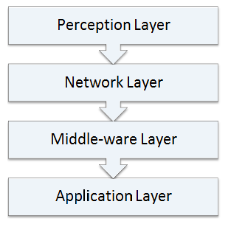 Perception Layer
Network Layer
Middle-ware Layer
Application Layer